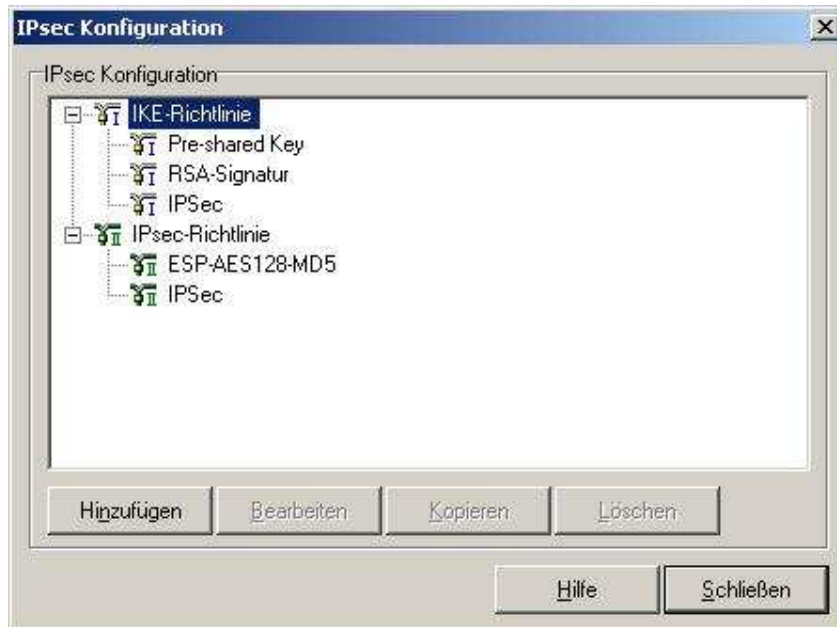 IPsec Konfiguration
IPsec Konfiguration
IKE-Richtlinie
Pre-shared Key
RSA-Signatur
IPSec
IPsec-Richtlinie
ESP-AES128-MD5
IPSec
Hinzufügen Bearbeiten Kopieren Löschen
Hilfe Schließen